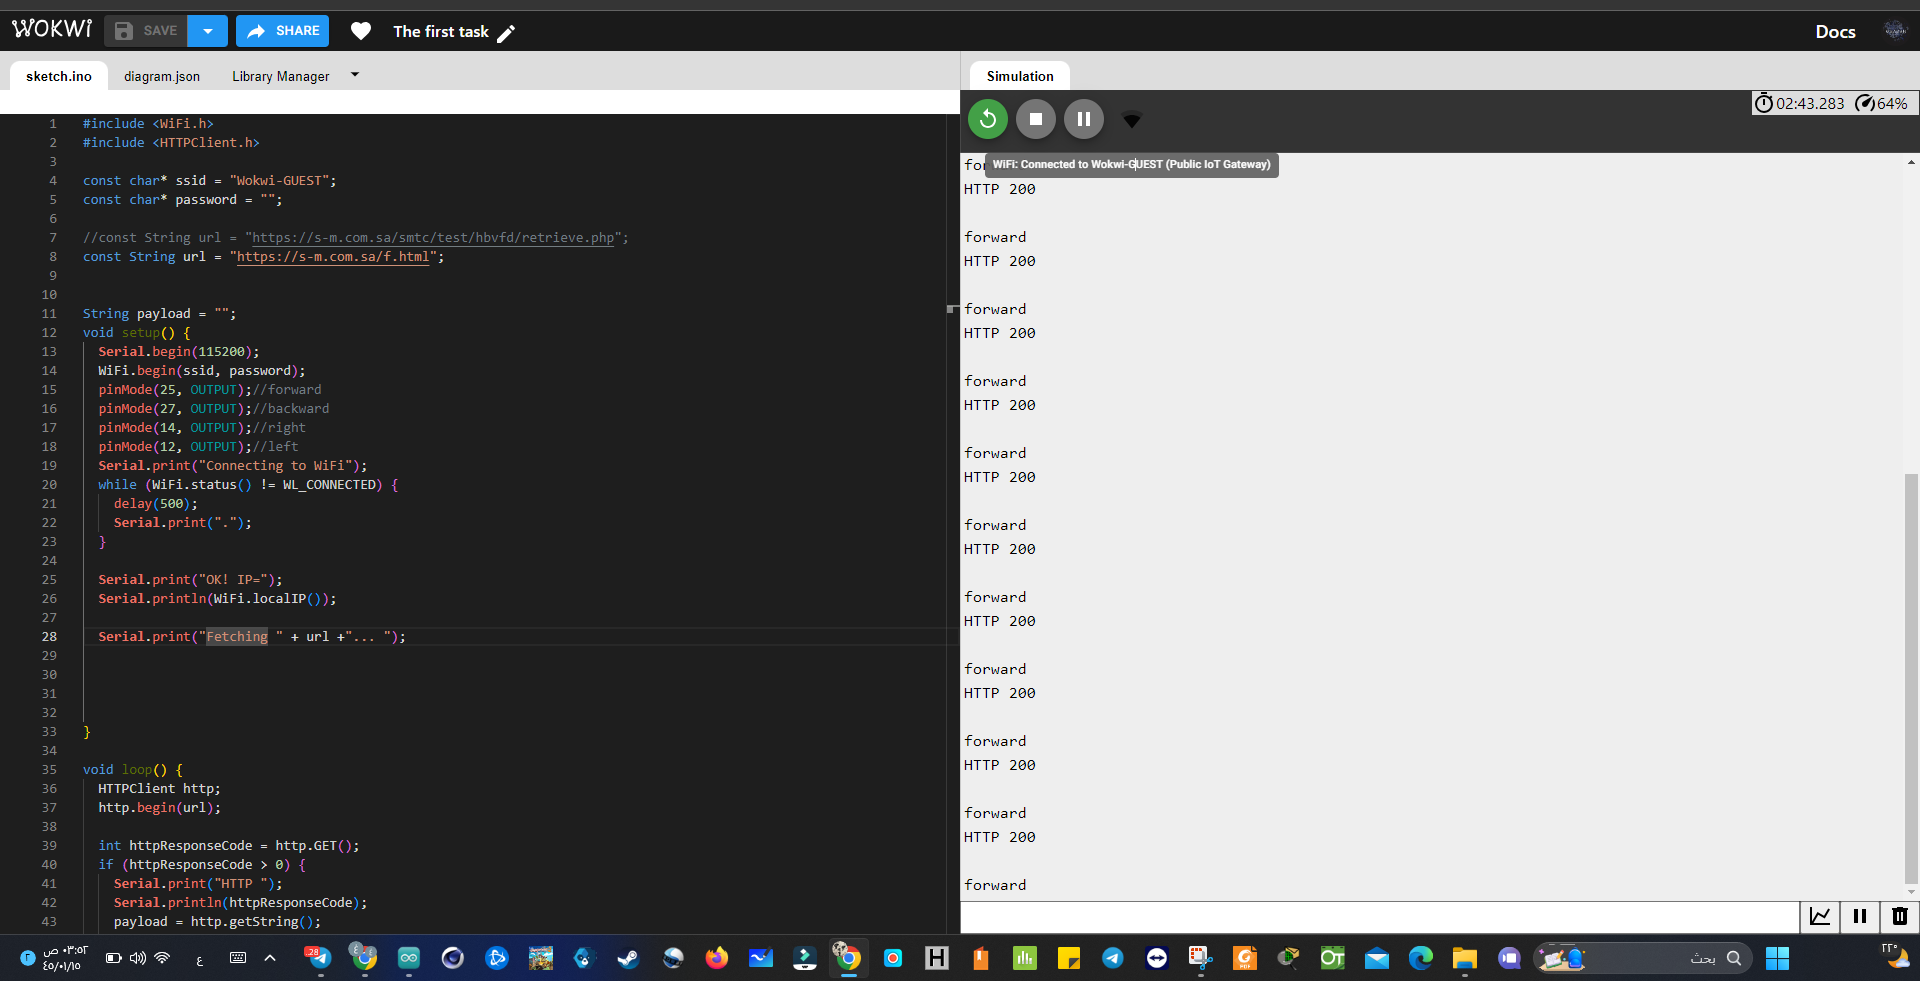 WOKWi SAVE SHARE The first task Docs
sketch.ino diagram.json Library Manager
Simulation
02:43.283 64%
WiFi: Connected to Wokwi-GUEST (Public IoT Gateway)
1 #include <WiFi.h>
2 #include <HTTPClient.h>
3
4 const char* ssid = "Wokwi-GUEST";
5 const char* password = "";
6
7 //const String url = "https://s-m.com.sa/smtc/test/hbvfd/retrieve.php";
8 const String url = "https://s-m.com.sa/f.html";
9
10
11 String payload = "";
12 void setup() {
13 Serial.begin(115200);
14 WiFi.begin(ssid, password);
15 pinMode(25, OUTPUT);//forward
16 pinMode(27, OUTPUT);//backward
17 pinMode(14, OUTPUT);//right
18 pinMode(12, OUTPUT);//left
19 Serial.print("Connecting to WiFi");
20 while (WiFi.status() != WL_CONNECTED) {
21 delay(500);
22 Serial.print(".");
23 }
24
25 Serial.print("OK! IP=");
26 Serial.println(WiFi.localIP());
27
28 Serial.print("Fetching " + url +"... ");
29
30
31
32
33 }
34
35 void loop() {
36 HTTPClient http;
37 http.begin(url);
38
39 int httpResponseCode = http.GET();
40 if (httpResponseCode > 0) {
41 Serial.print("HTTP ");
42 Serial.println(httpResponseCode);
43 payload = http.getString();
HTTP 200
forward
HTTP 200
forward
HTTP 200
forward
HTTP 200
forward
HTTP 200
forward
HTTP 200
forward
HTTP 200
forward
HTTP 200
forward
HTTP 200
forward
HTTP 200
forward
٠٣:٥٢ ص
٤٥/٠١/١٥
ع
28
بحث
٢٢°